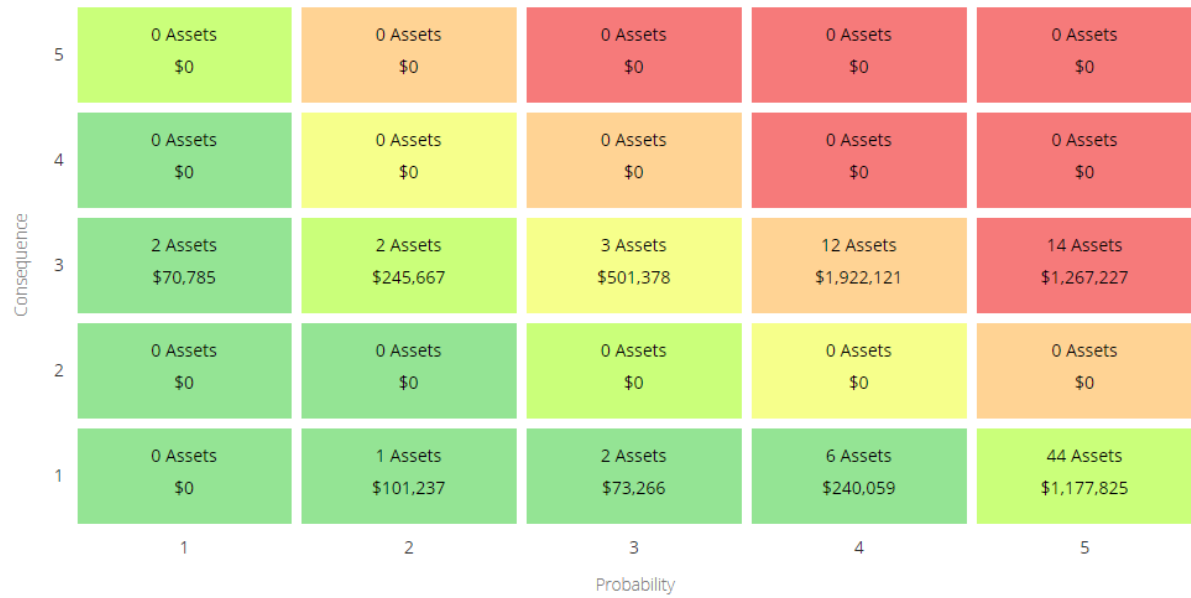 0 Assets
$0
0 Assets
$0
0 Assets
$0
0 Assets
$0
0 Assets
$0
5
0 Assets
$0
0 Assets
$0
0 Assets
$0
0 Assets
$0
0 Assets
$0
4
Consequence
2 Assets
$70,785
2 Assets
$245,667
3 Assets
$501,378
12 Assets
$1,922,121
14 Assets
$1,267,227
3
0 Assets
$0
0 Assets
$0
0 Assets
$0
0 Assets
$0
0 Assets
$0
2
0 Assets
$0
1 Assets
$101,237
2 Assets
$73,266
6 Assets
$240,059
44 Assets
$1,177,825
1
1
2
3
4
5
Probability